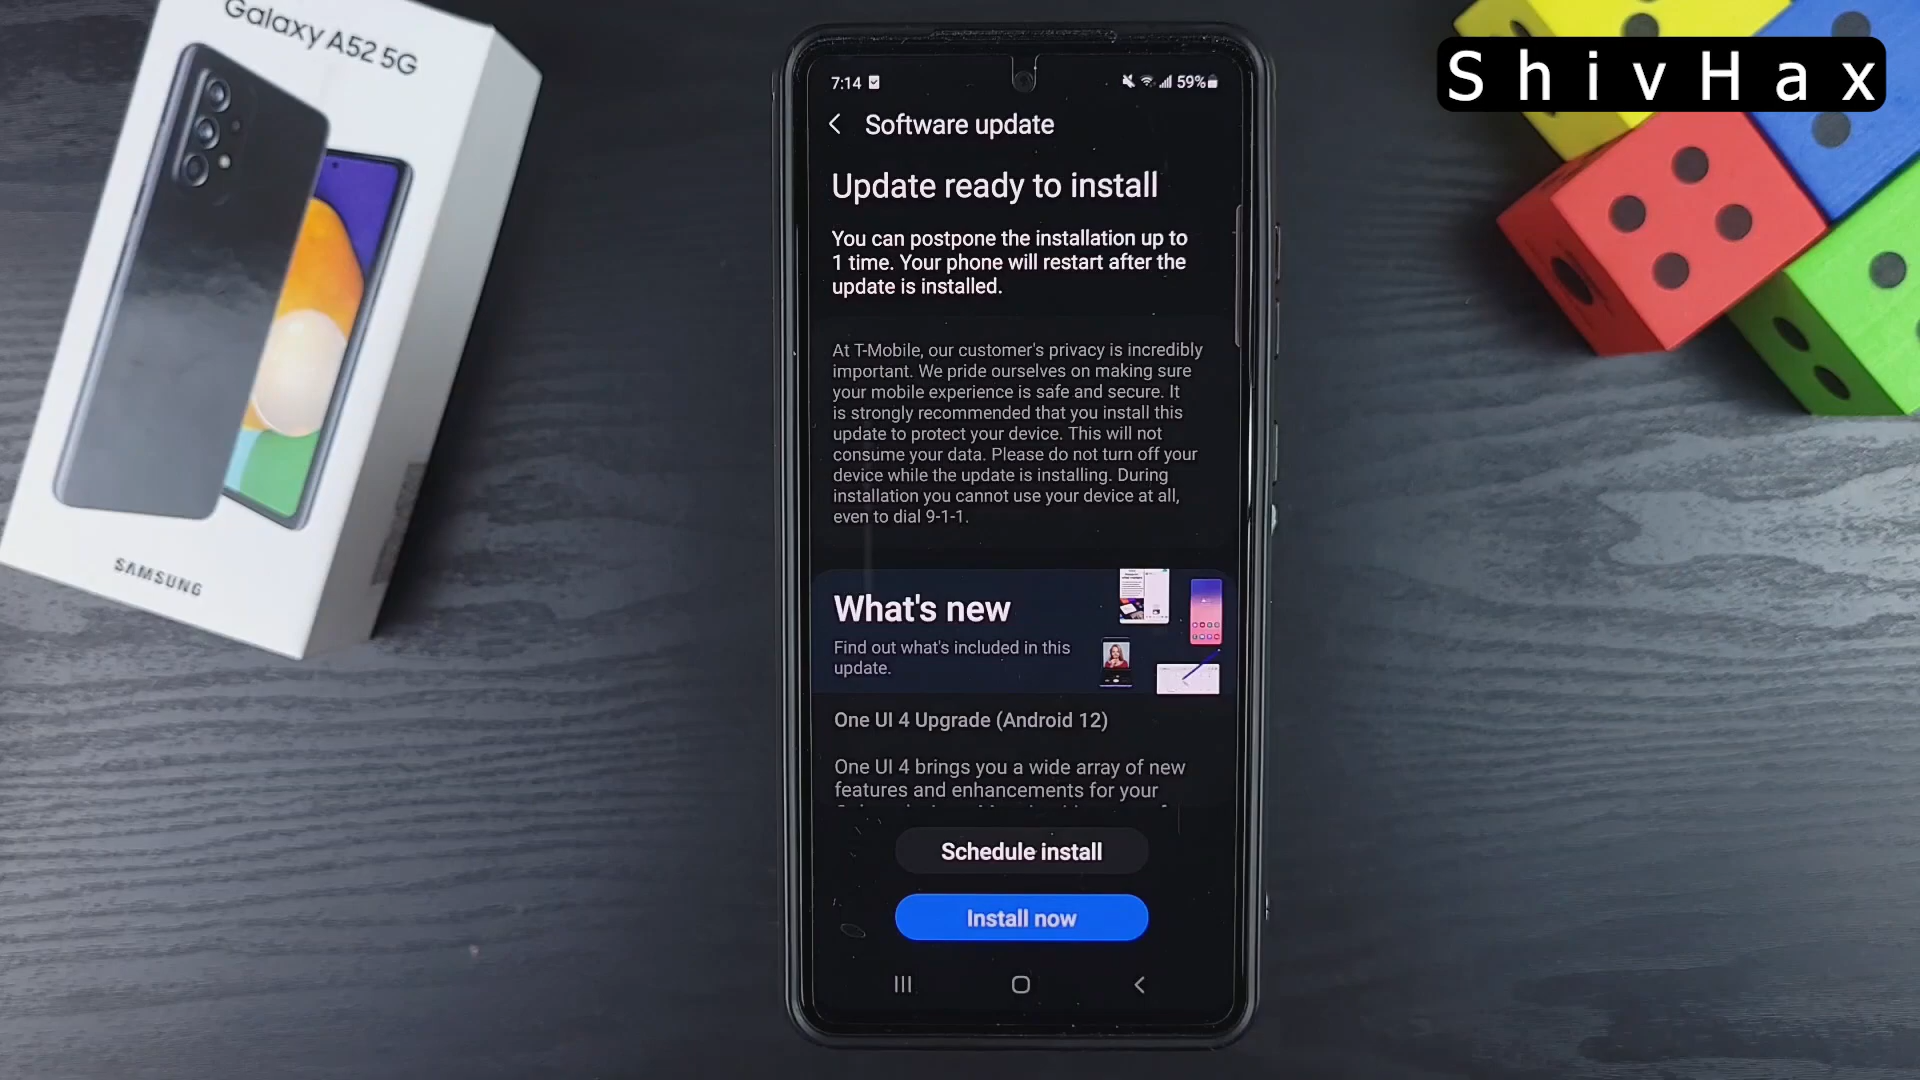 Galaxy A52 5G
SAMSUNG
ShivHax
7:14
59%
Software update
Update ready to install
You can postpone the installation up to
1 time. Your phone will restart after the
update is installed.
At T-Mobile, our customer's privacy is incredibly
important. We pride ourselves on making sure
your mobile experience is safe and secure. It
is strongly recommended that you install this
update to protect your device. This will not
consume your data. Please do not turn off your
device while the update is installing. During
installation you cannot use your device at all,
even to dial 9-1-1.
What's new
Find out what's included in this
update.
One UI 4 Upgrade (Android 12)
One UI 4 brings you a wide array of new
features and enhancements for your
Schedule install
Install now